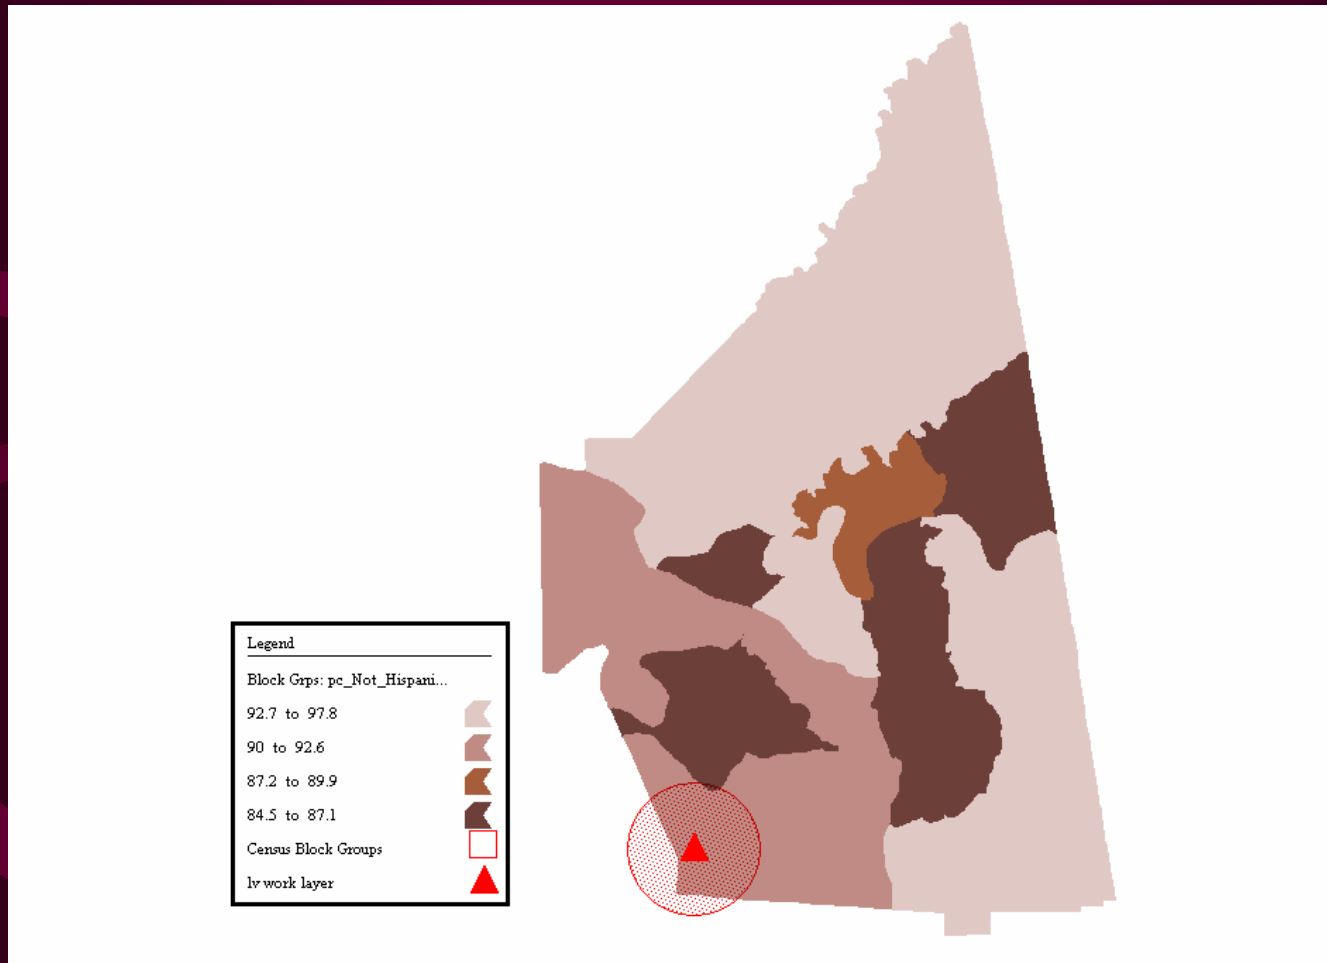 Legend
Block Grps: pc_Not_Hispani...
92.7 to 97.8
90 to 92.6
87.2 to 89.9
84.5 to 87.1
Census Block Groups
lv work layer